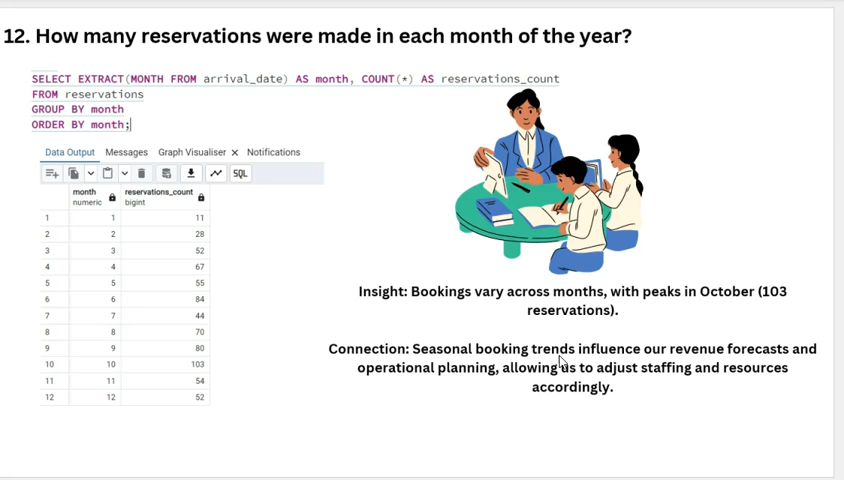 12. How many reservations were made in each month of the year?
SELECT EXTRACT(MONTH FROM arrival_date) AS month, COUNT(*) AS reservations_count
FROM reservations
GROUP BY month
ORDER BY month;
Data Output Messages Graph Visualiser × Notifications
SQL
month reservations_count
numeric bigint
1 1 11
2 2 28
3 3 52
4 4 67
5 5 55
6 6 84
7 7 44
8 8 70
9 9 80
10 10 103
11 11 54
12 12 52
Insight: Bookings vary across months, with peaks in October (103
reservations).
Connection: Seasonal booking trends influence our revenue forecasts and
operational planning, allowing us to adjust staffing and resources
accordingly.